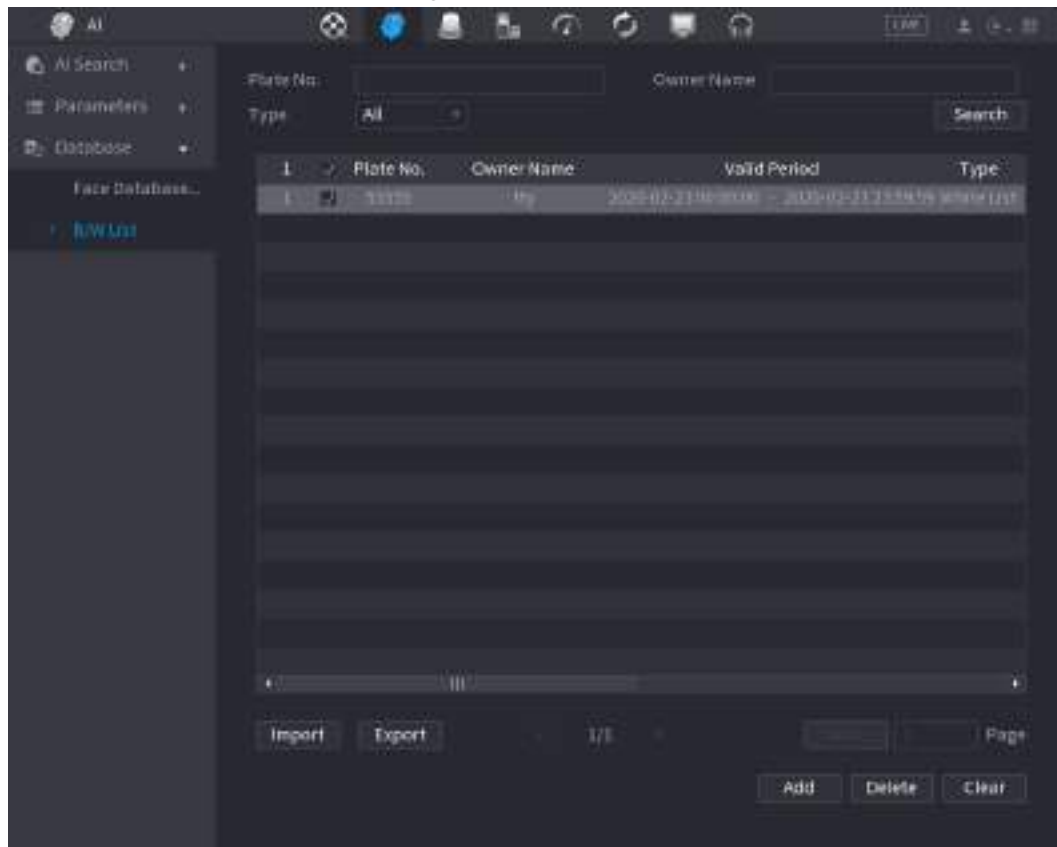 AI
LIVE
AI Search
Parameters
Database
Face Database...
B/W List
Plate No.
Owner Name
Type
All
Search
1 Plate No. Owner Name Valid Period Type
1
Import
Export
1/1
Page
Add
Delete
Clear